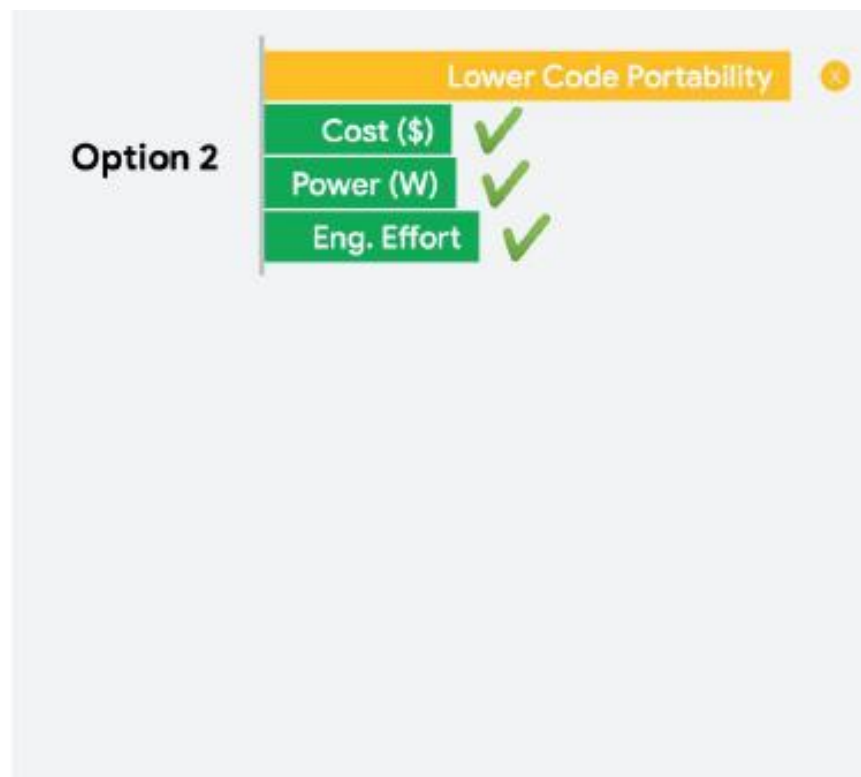 Lower Code Portability X
Cost ($)
Option 2
Power (W)
Eng. Effort